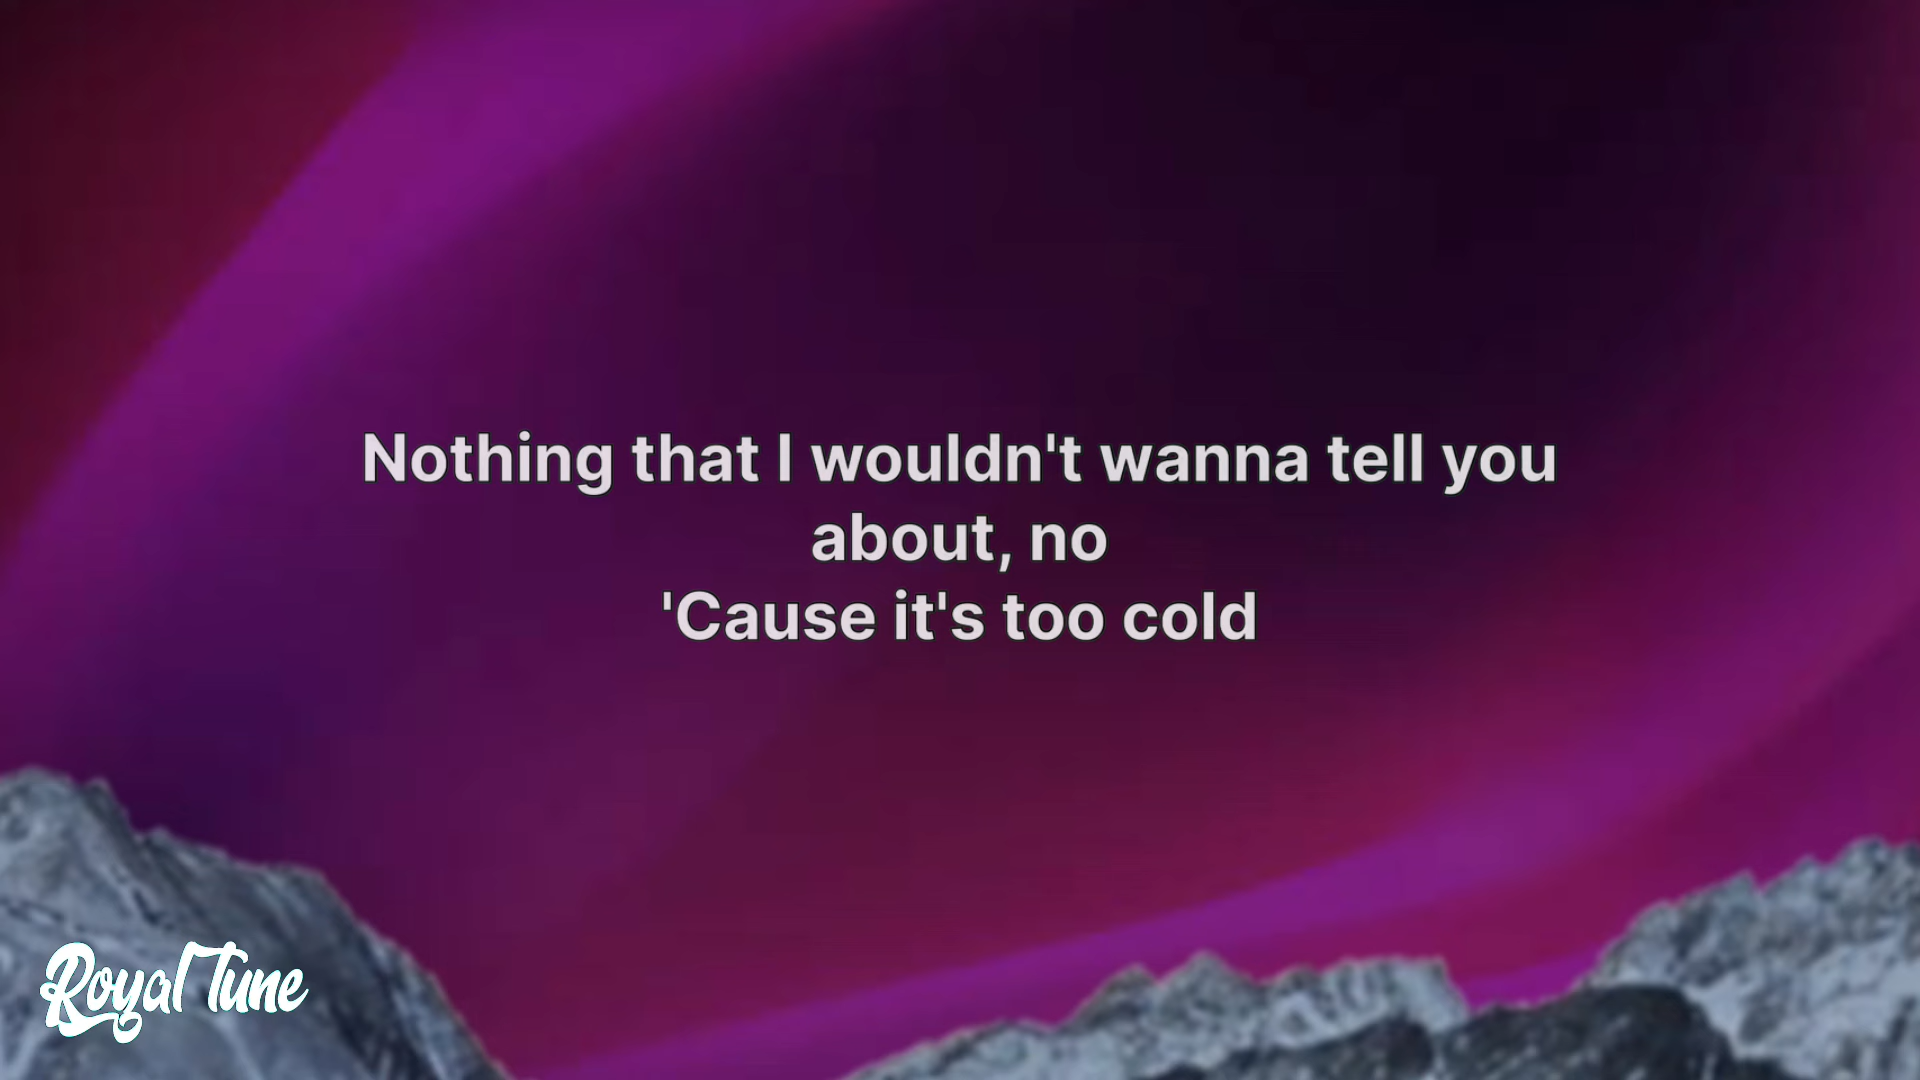 Nothing that I wouldn't wanna tell you
about, no
'Cause it's too cold
Royal Tune